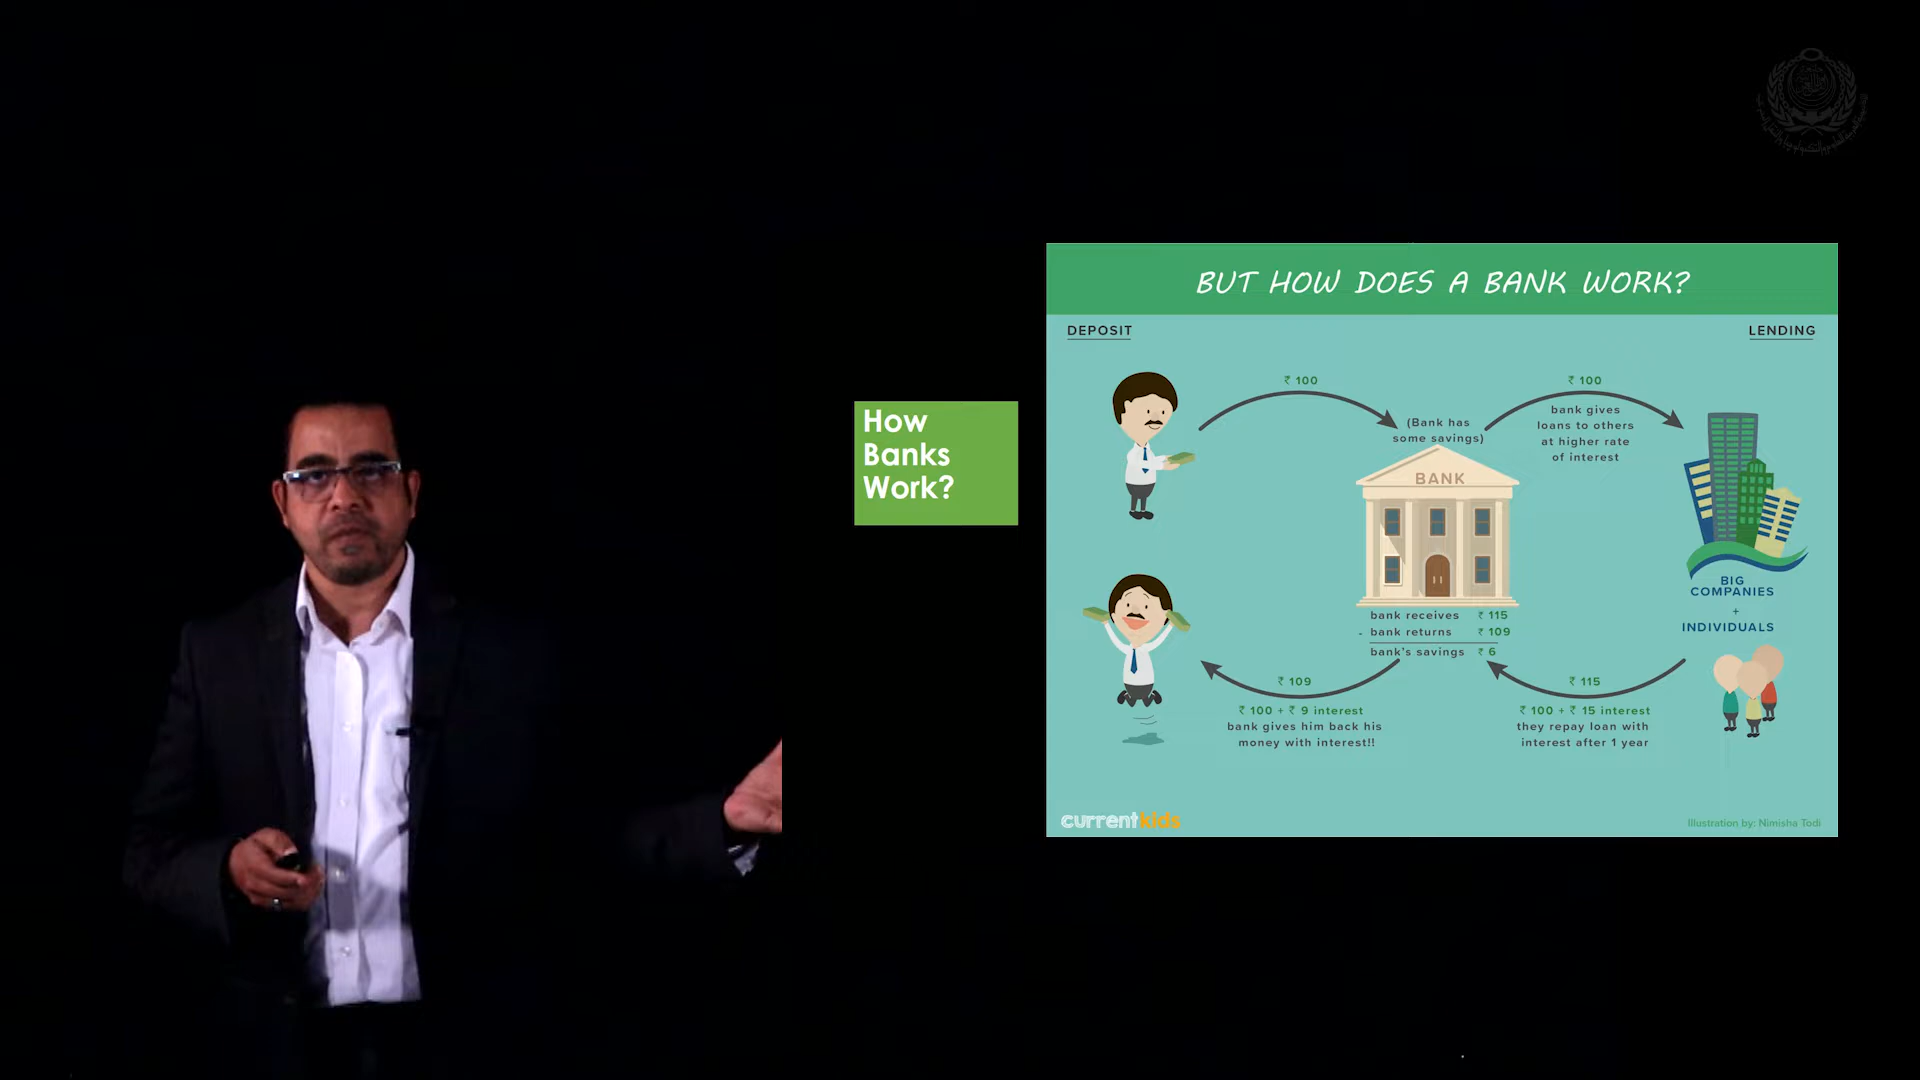 How
Banks
Work?
BUT HOW DOES A BANK WORK?
DEPOSIT
LENDING
₹ 100
₹ 100
bank gives
loans to others
at higher rate
of interest
(Bank has
some savings)
BANK
BIG
COMPANIES
+
INDIVIDUALS
bank receives ₹ 115
- bank returns ₹ 109
bank's savings ₹ 6
₹ 109
₹ 100 + ₹ 9 interest
bank gives him back his
money with interest!!
₹ 115
₹ 100 + ₹ 15 interest
they repay loan with
interest after 1 year
currentkids
Illustration by: Nimisha Todi